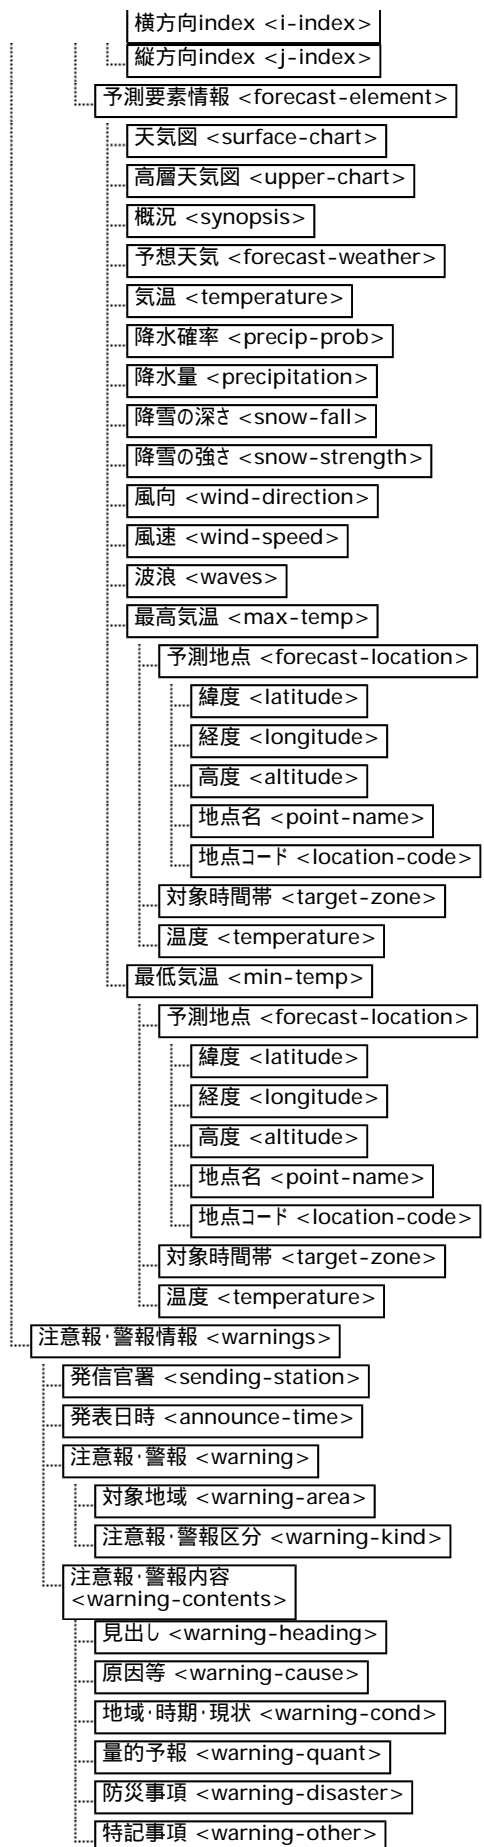 横方向index <i-index>
縦方向index <j-index>
予測要素情報 <forecast-element>
天気図 <surface-chart>
高層天気図 <upper-chart>
概況 <synopsis>
予想天気 <forecast-weather>
気温 <temperature>
降水確率 <precip-prob>
降水量 <precipitation>
降雪の深さ <snow-fall>
降雪の強さ <snow-strength>
風向 <wind-direction>
風速 <wind-speed>
波浪 <waves>
最高気温 <max-temp>
予測地点 <forecast-location>
緯度 <latitude>
経度 <longitude>
高度 <altitude>
地点名 <point-name>
地点コード <location-code>
対象時間帯 <target-zone>
温度 <temperature>
最低気温 <min-temp>
予測地点 <forecast-location>
緯度 <latitude>
経度 <longitude>
高度 <altitude>
地点名 <point-name>
地点コード <location-code>
対象時間帯 <target-zone>
温度 <temperature>
注意報・警報情報 <warnings>
発信官署 <sending-station>
発表日時 <announce-time>
注意報・警報 <warning>
対象地域 <warning-area>
注意報・警報区分 <warning-kind>
注意報・警報内容
<warning-contents>
見出し <warning-heading>
原因等 <warning-cause>
地域・時期・現状 <warning-cond>
量的予報 <warning-quant>
防災事項 <warning-disaster>
特記事項 <warning-other>